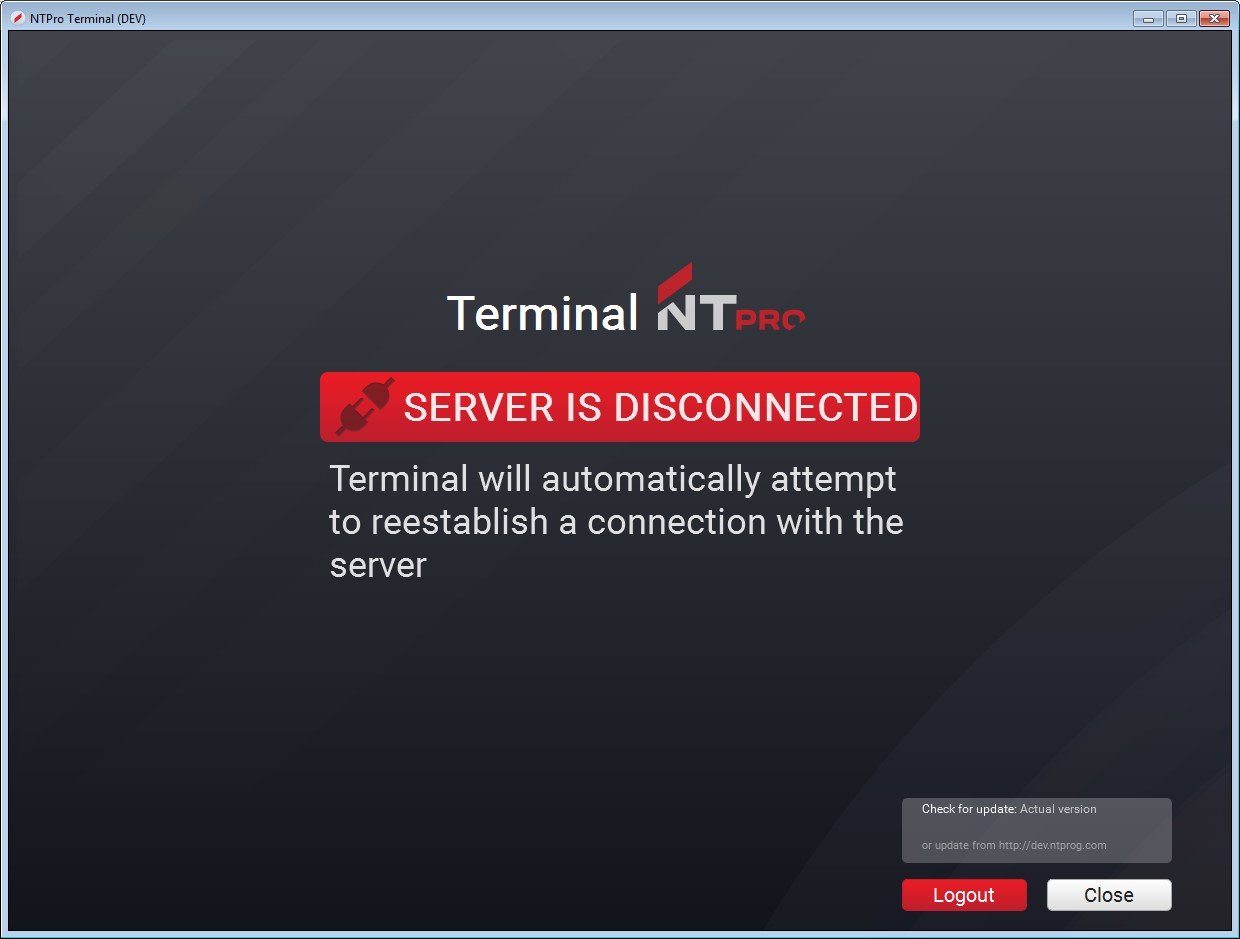 NTPro Terminal (DEV)
Terminal NTPRO
SERVER IS DISCONNECTED
Terminal will automatically attempt
to reestablish a connection with the
server
Check for update: Actual version
or update from http://dev.ntprog.com
Logout
Close